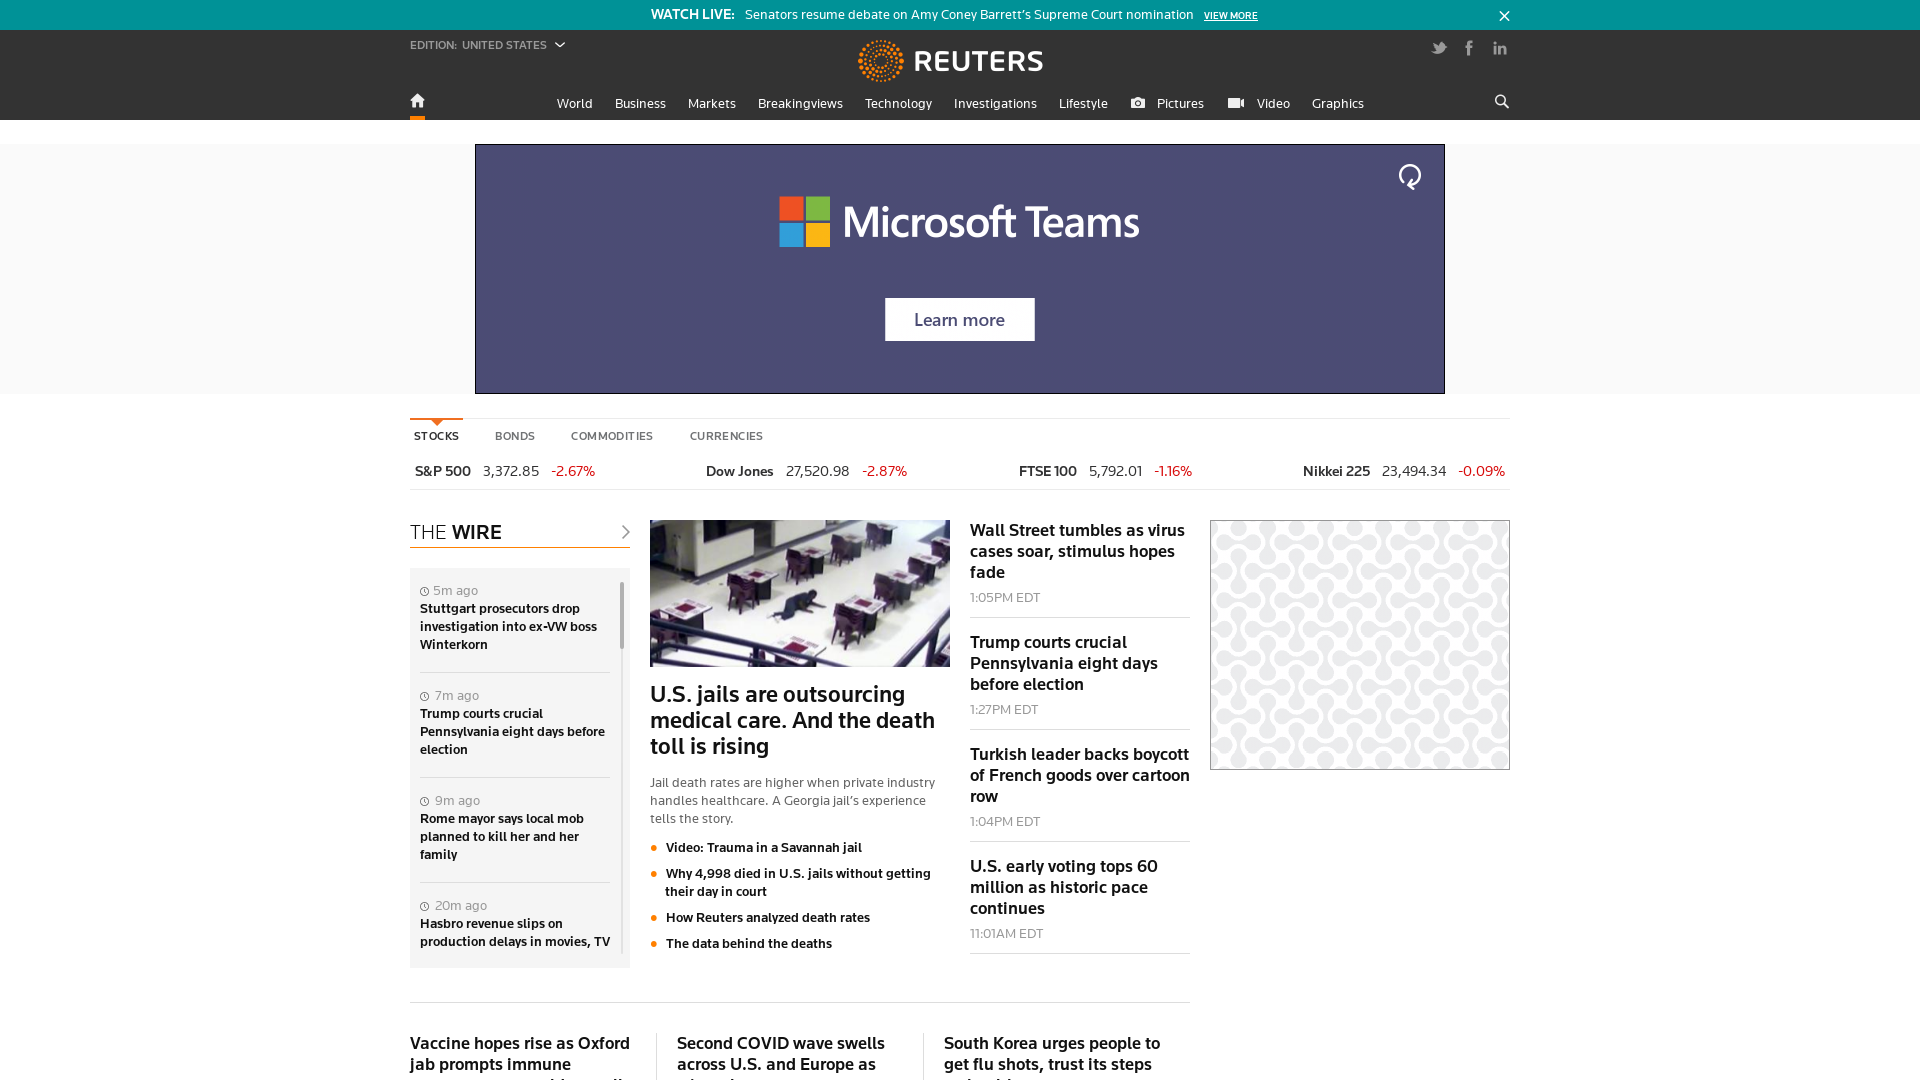 WATCH LIVE: Senators resume debate on Amy Coney Barrett's Supreme Court nomination VIEW MORE
EDITION: UNITED STATES
REUTERS
World Business Markets Breakingviews Technology Investigations Lifestyle Pictures Video Graphics
Microsoft Teams
Learn more
STOCKS BONDS COMMODITIES CURRENCIES
S&P 500 3,372.85 -2.67% Dow Jones 27,520.98 -2.87% FTSE 100 5,792.01 -1.16% Nikkei 225 23,494.34 -0.09%
THE WIRE
5m ago
Stuttgart prosecutors drop
investigation into ex-VW boss
Winterkorn
7m ago
Trump courts crucial
Pennsylvania eight days before
election
9m ago
Rome mayor says local mob
planned to kill her and her
family
20m ago
Hasbro revenue slips on
production delays in movies, TV
U.S. jails are outsourcing
medical care. And the death
toll is rising
Jail death rates are higher when private industry
handles healthcare. A Georgia jail's experience
tells the story.
Video: Trauma in a Savannah jail
Why 4,998 died in U.S. jails without getting
their day in court
How Reuters analyzed death rates
The data behind the deaths
Wall Street tumbles as virus
cases soar, stimulus hopes
fade
1:05PM EDT
Trump courts crucial
Pennsylvania eight days
before election
1:27PM EDT
Turkish leader backs boycott
of French goods over cartoon
row
1:04PM EDT
U.S. early voting tops 60
million as historic pace
continues
11:01AM EDT
Vaccine hopes rise as Oxford
jab prompts immune
Second COVID wave swells
across U.S. and Europe as
South Korea urges people to
get flu shots, trust its steps